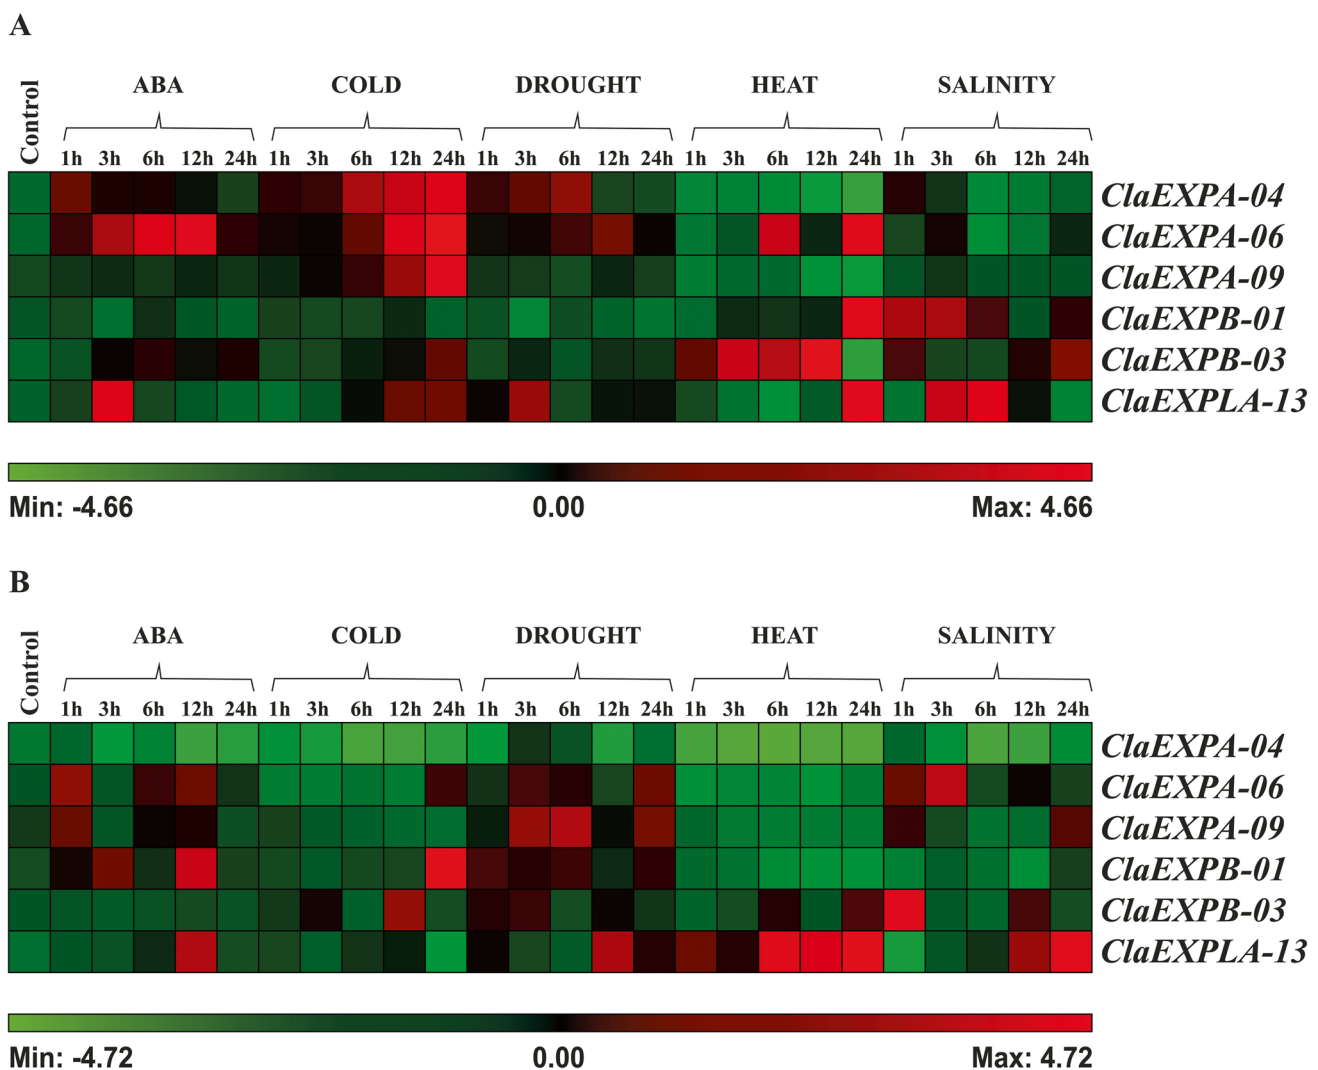 A
ABA COLD DROUGHT HEAT SALINITY
Control
1h 3h 6h 12h 24h 1h 3h 6h 12h 24h 1h 3h 6h 12h 24h 1h 3h 6h 12h 24h 1h 3h 6h 12h 24h
ClaEXPA-04
ClaEXPA-06
ClaEXPA-09
ClaEXPB-01
ClaEXPB-03
ClaEXPLA-13
Min: -4.66 0.00 Max: 4.66
B
ABA COLD DROUGHT HEAT SALINITY
Control
1h 3h 6h 12h 24h 1h 3h 6h 12h 24h 1h 3h 6h 12h 24h 1h 3h 6h 12h 24h 1h 3h 6h 12h 24h
ClaEXPA-04
ClaEXPA-06
ClaEXPA-09
ClaEXPB-01
ClaEXPB-03
ClaEXPLA-13
Min: -4.72 0.00 Max: 4.72